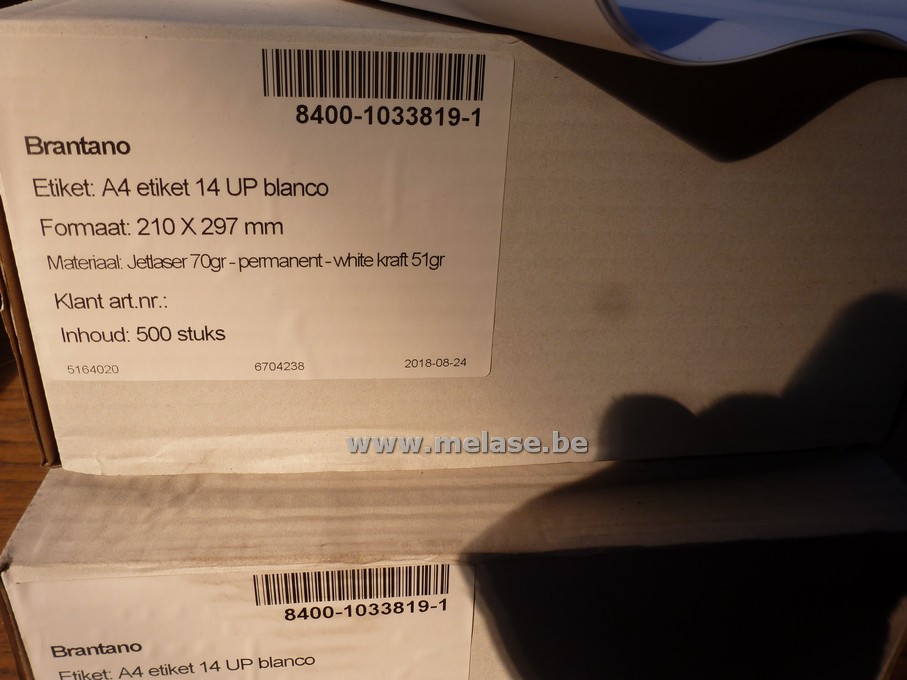 8400-1033819-1
Brantano
Etiket: A4 etiket 14 UP blanco
Formaat: 210 X 297 mm
Materiaal: Jetlaser 70gr - permanent - white kraft 51gr
Klant art.nr.:
Inhoud: 500 stuks
5164020 6704238 2018-08-24
www.melase.be
8400-1033819-1
Brantano
Etiket: A4 etiket 14 UP blanco